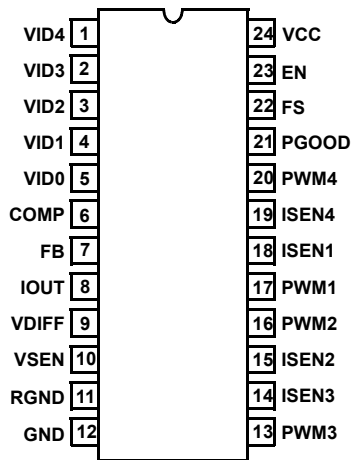 VID4 1 24 VCC
VID3 2 23 EN
VID2 3 22 FS
VID1 4 21 PGOOD
VID0 5 20 PWM4
COMP 6 19 ISEN4
FB 7 18 ISEN1
IOUT 8 17 PWM1
VDIFF 9 16 PWM2
VSEN 10 15 ISEN2
RGND 11 14 ISEN3
GND 12 13 PWM3